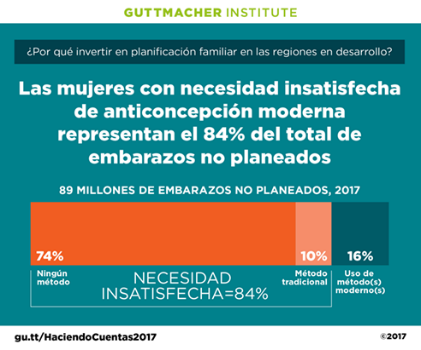 GUTTMACHER INSTITUTE
¿Por qué invertir en planificación familiar en las regiones en desarrollo?
Las mujeres con necesidad insatisfecha
de anticoncepción moderna
representan el 84% del total de
embarazos no planeados
89 MILLONES DE EMBARAZOS NO PLANEADOS, 2017
74% 10% 16%
Ningún
método
NECESIDAD
INSATISFECHA=84%
Método
tradicional
Uso de
método(s)
moderno(s)
gu.tt/HaciendoCuentas2017 ©2017